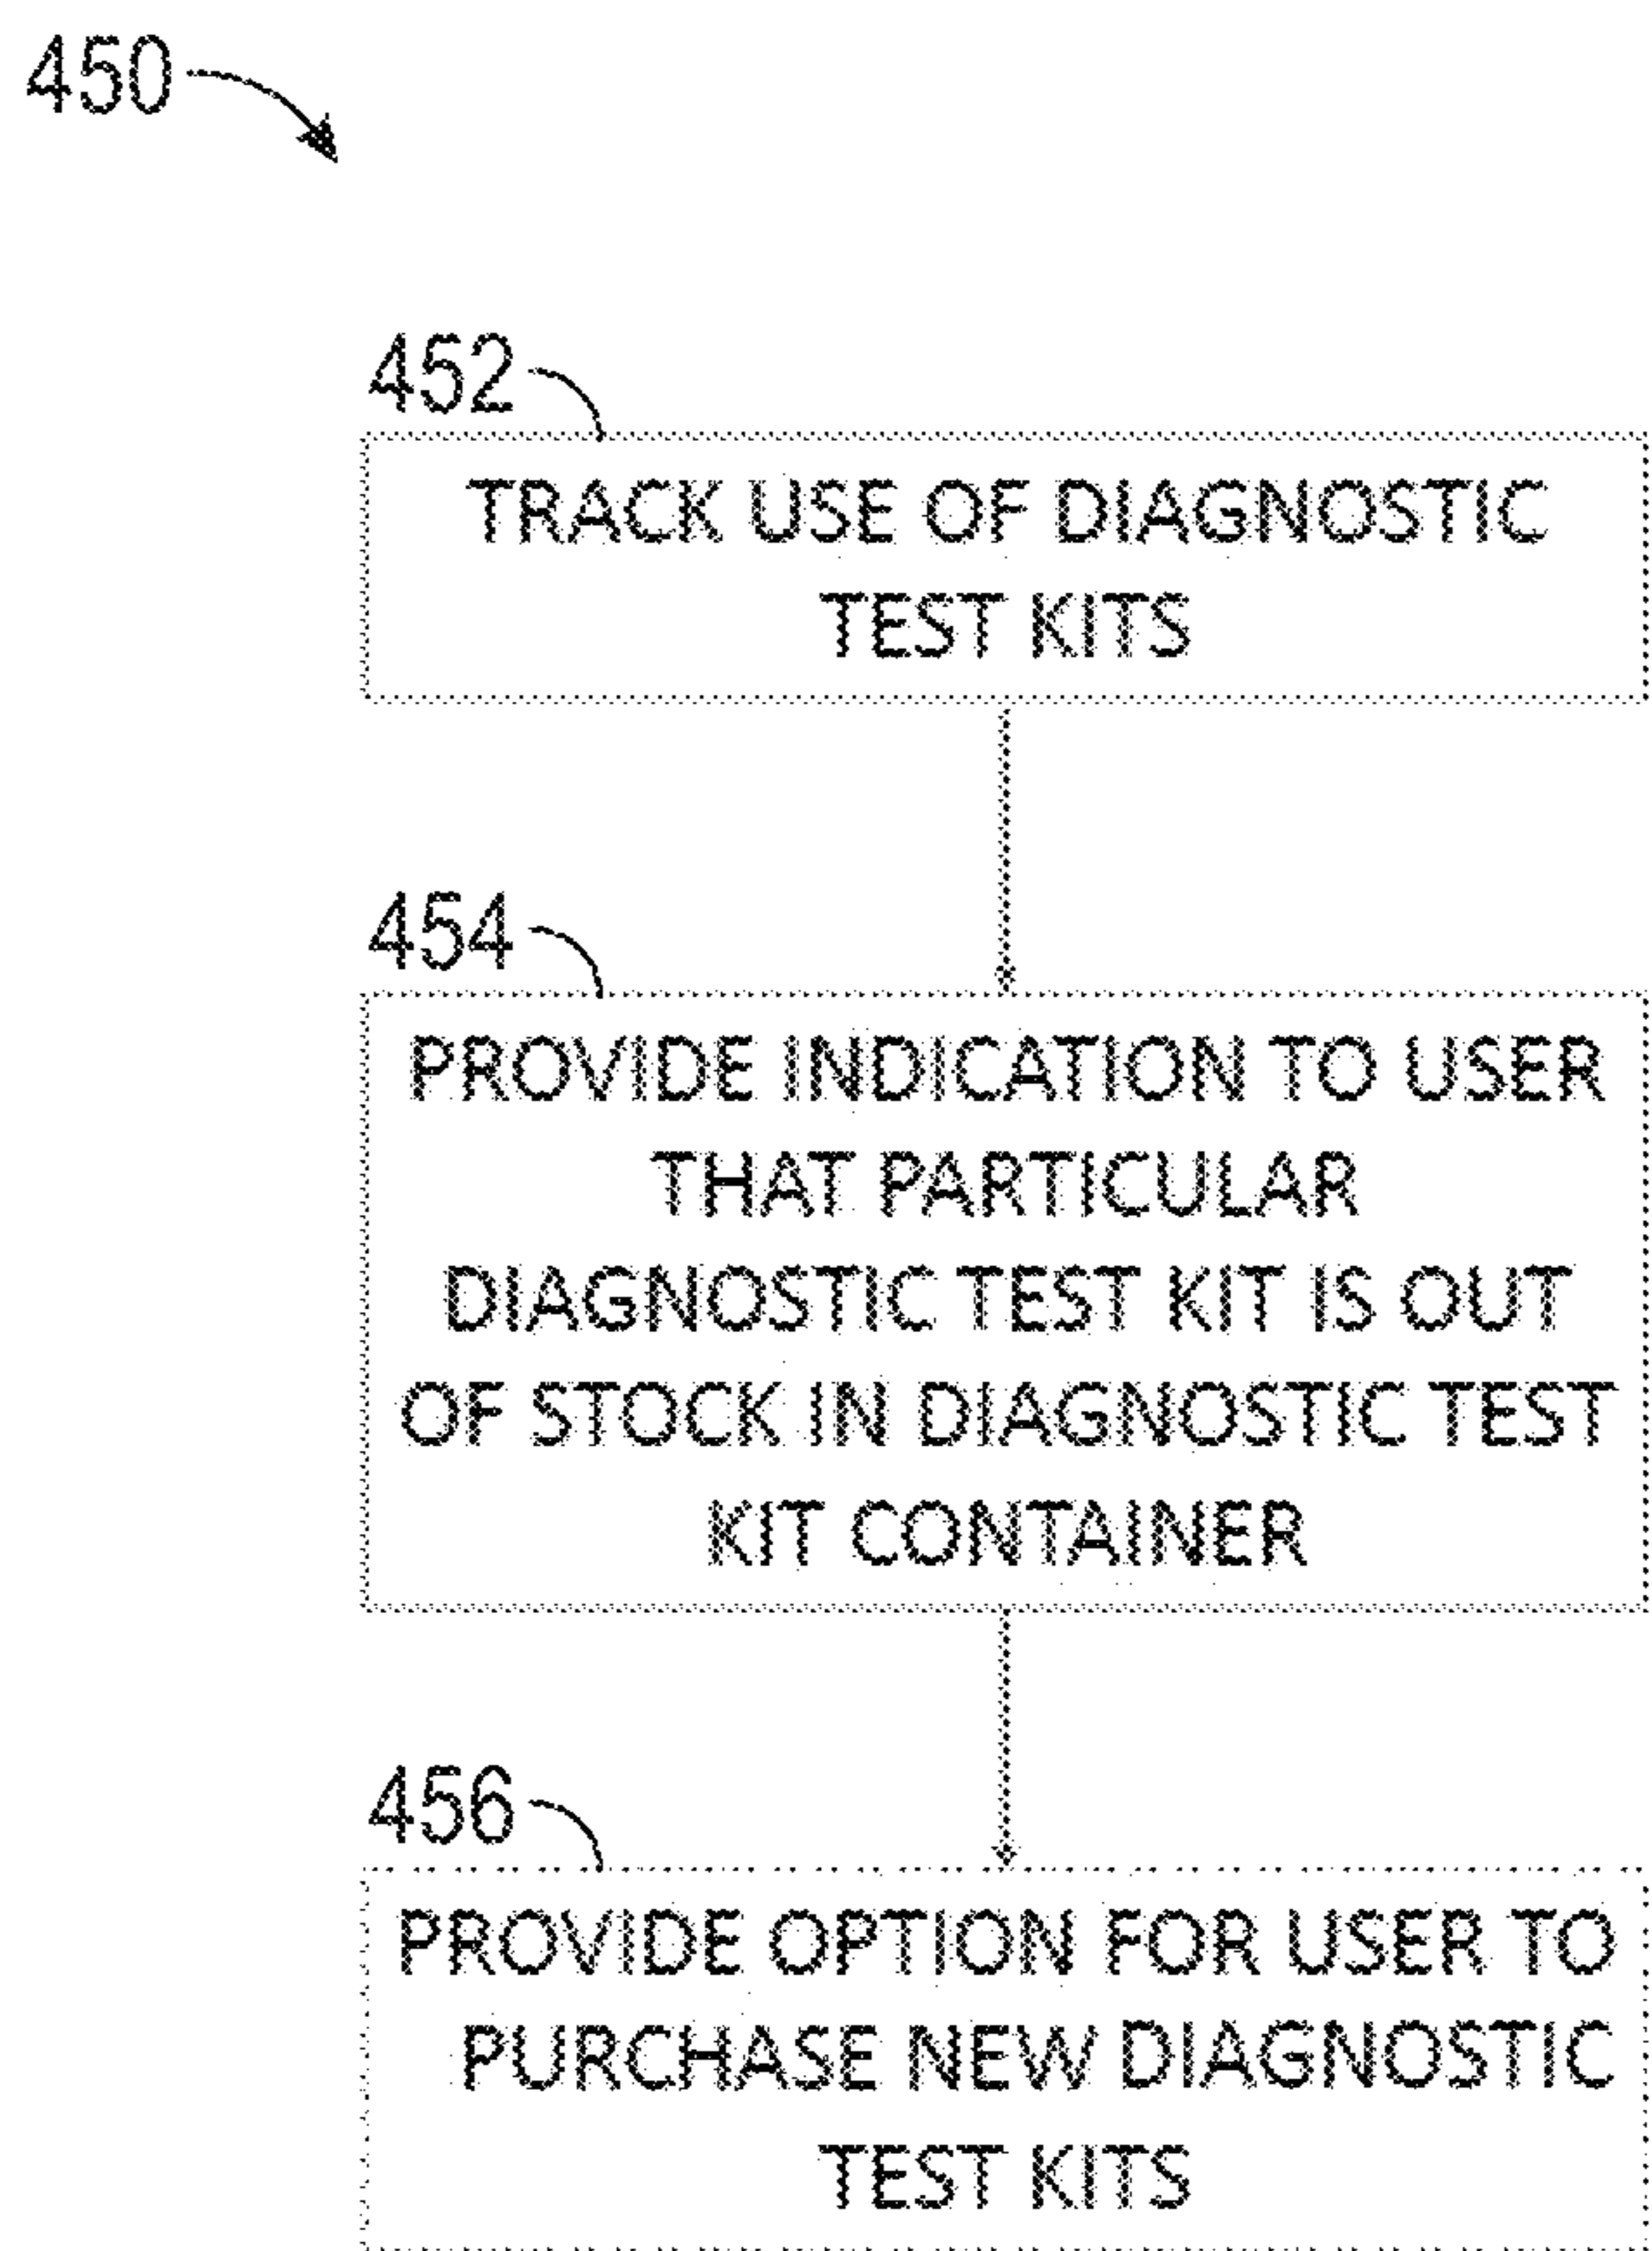 450
452
TRACK USE OF DIAGNOSTIC
TEST KITS
454
PROVIDE INDICATION TO USER
THAT PARTICULAR
DIAGNOSTIC TEST KIT IS OUT
OF STOCK IN DIAGNOSTIC TEST
KIT CONTAINER
456
PROVIDE OPTION FOR USER TO
PURCHASE NEW DIAGNOSTIC
TEST KITS